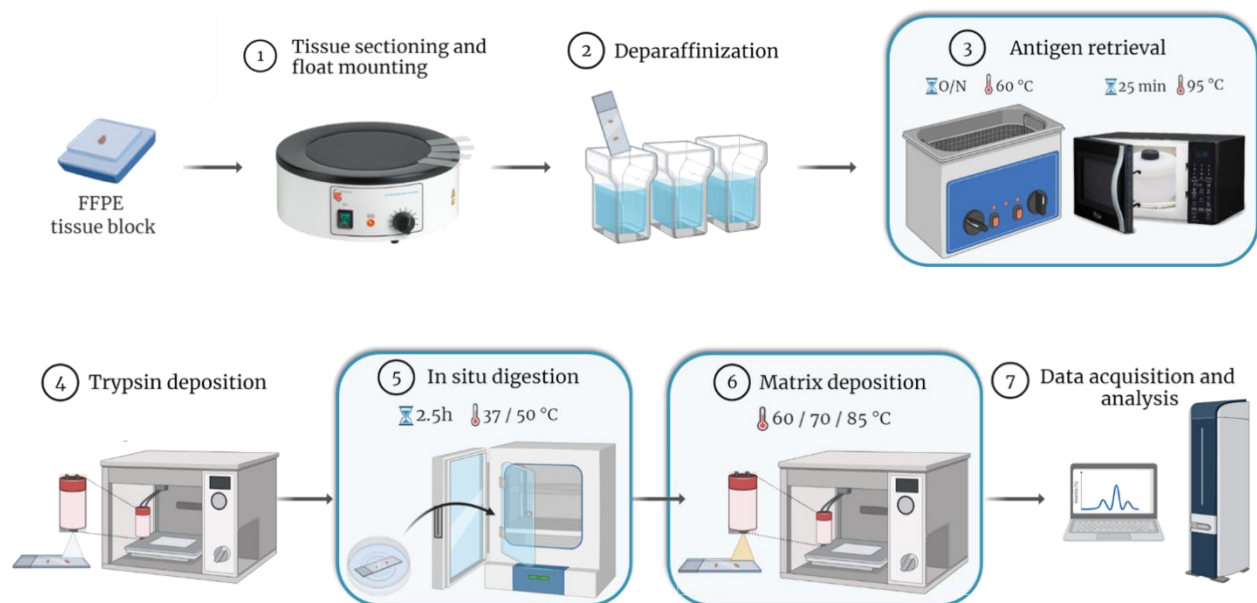 1
Tissue sectioning and
float mounting
2
Deparaffinization
3
Antigen retrieval
O/N
60 °C
25 min
95 °C
FFPE
tissue block
4
Trypsin deposition
5
In situ digestion
2.5h
37 / 50 °C
6
Matrix deposition
60 / 70 / 85 °C
7
Data acquisition and
analysis